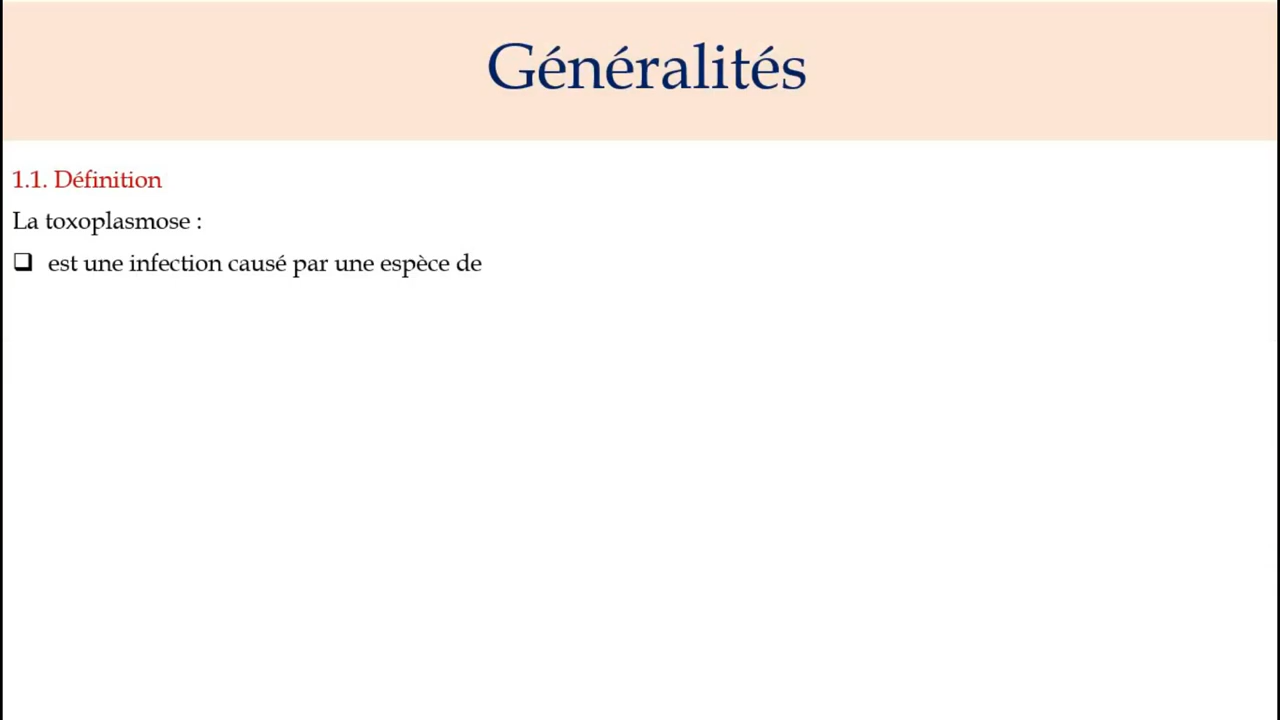 Généralités
1.1. Définition
La toxoplasmose :
❑ est une infection causé par une espèce de